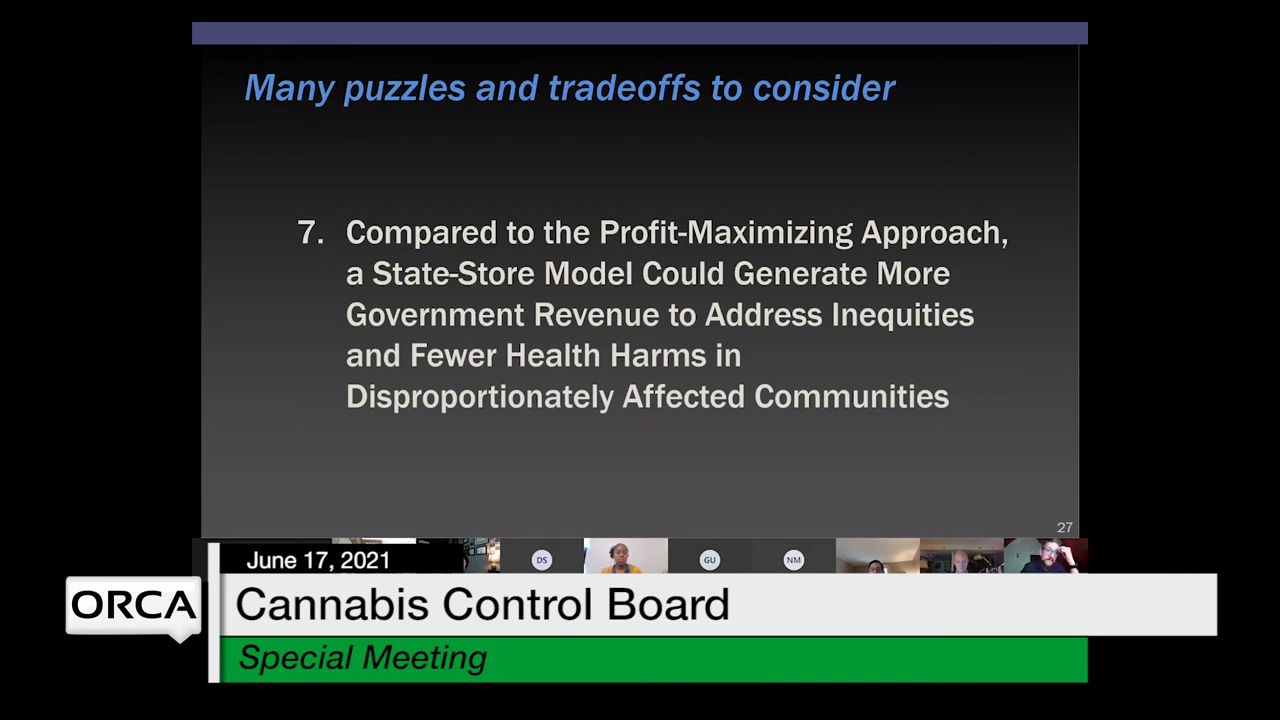 Many puzzles and tradeoffs to consider
7. Compared to the Profit-Maximizing Approach,
a State-Store Model Could Generate More
Government Revenue to Address Inequities
and Fewer Health Harms in
Disproportionately Affected Communities
27
DS
GU
NM
June 17, 2021
ORCA
Cannabis Control Board
Special Meeting